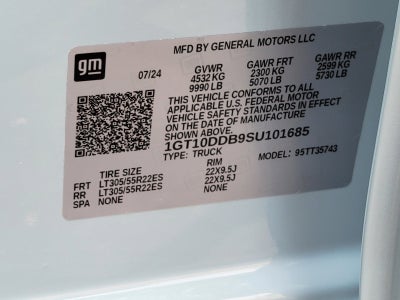 gm
MFD BY GENERAL MOTORS LLC
07/24 GVWR GAWR FRT GAWR RR
4532 KG 2300 KG 2599 KG
9990 LB 5070 LB 5730 LB
THIS VEHICLE CONFORMS TO ALL
APPLICABLE U.S. FEDERAL MOTOR
VEHICLE SAFETY STANDARDS IN EFFECT
ON THE DATE OF MANUFACTURE
SHOWN ABOVE.
1GT10DDB9SU101685
TYPE: TRUCK MODEL: 95TT35743
TIRE SIZE RIM
FRT LT305/55R22ES 22X9.5J
RR LT305/55R22ES 22X9.5J
SPA NONE NONE